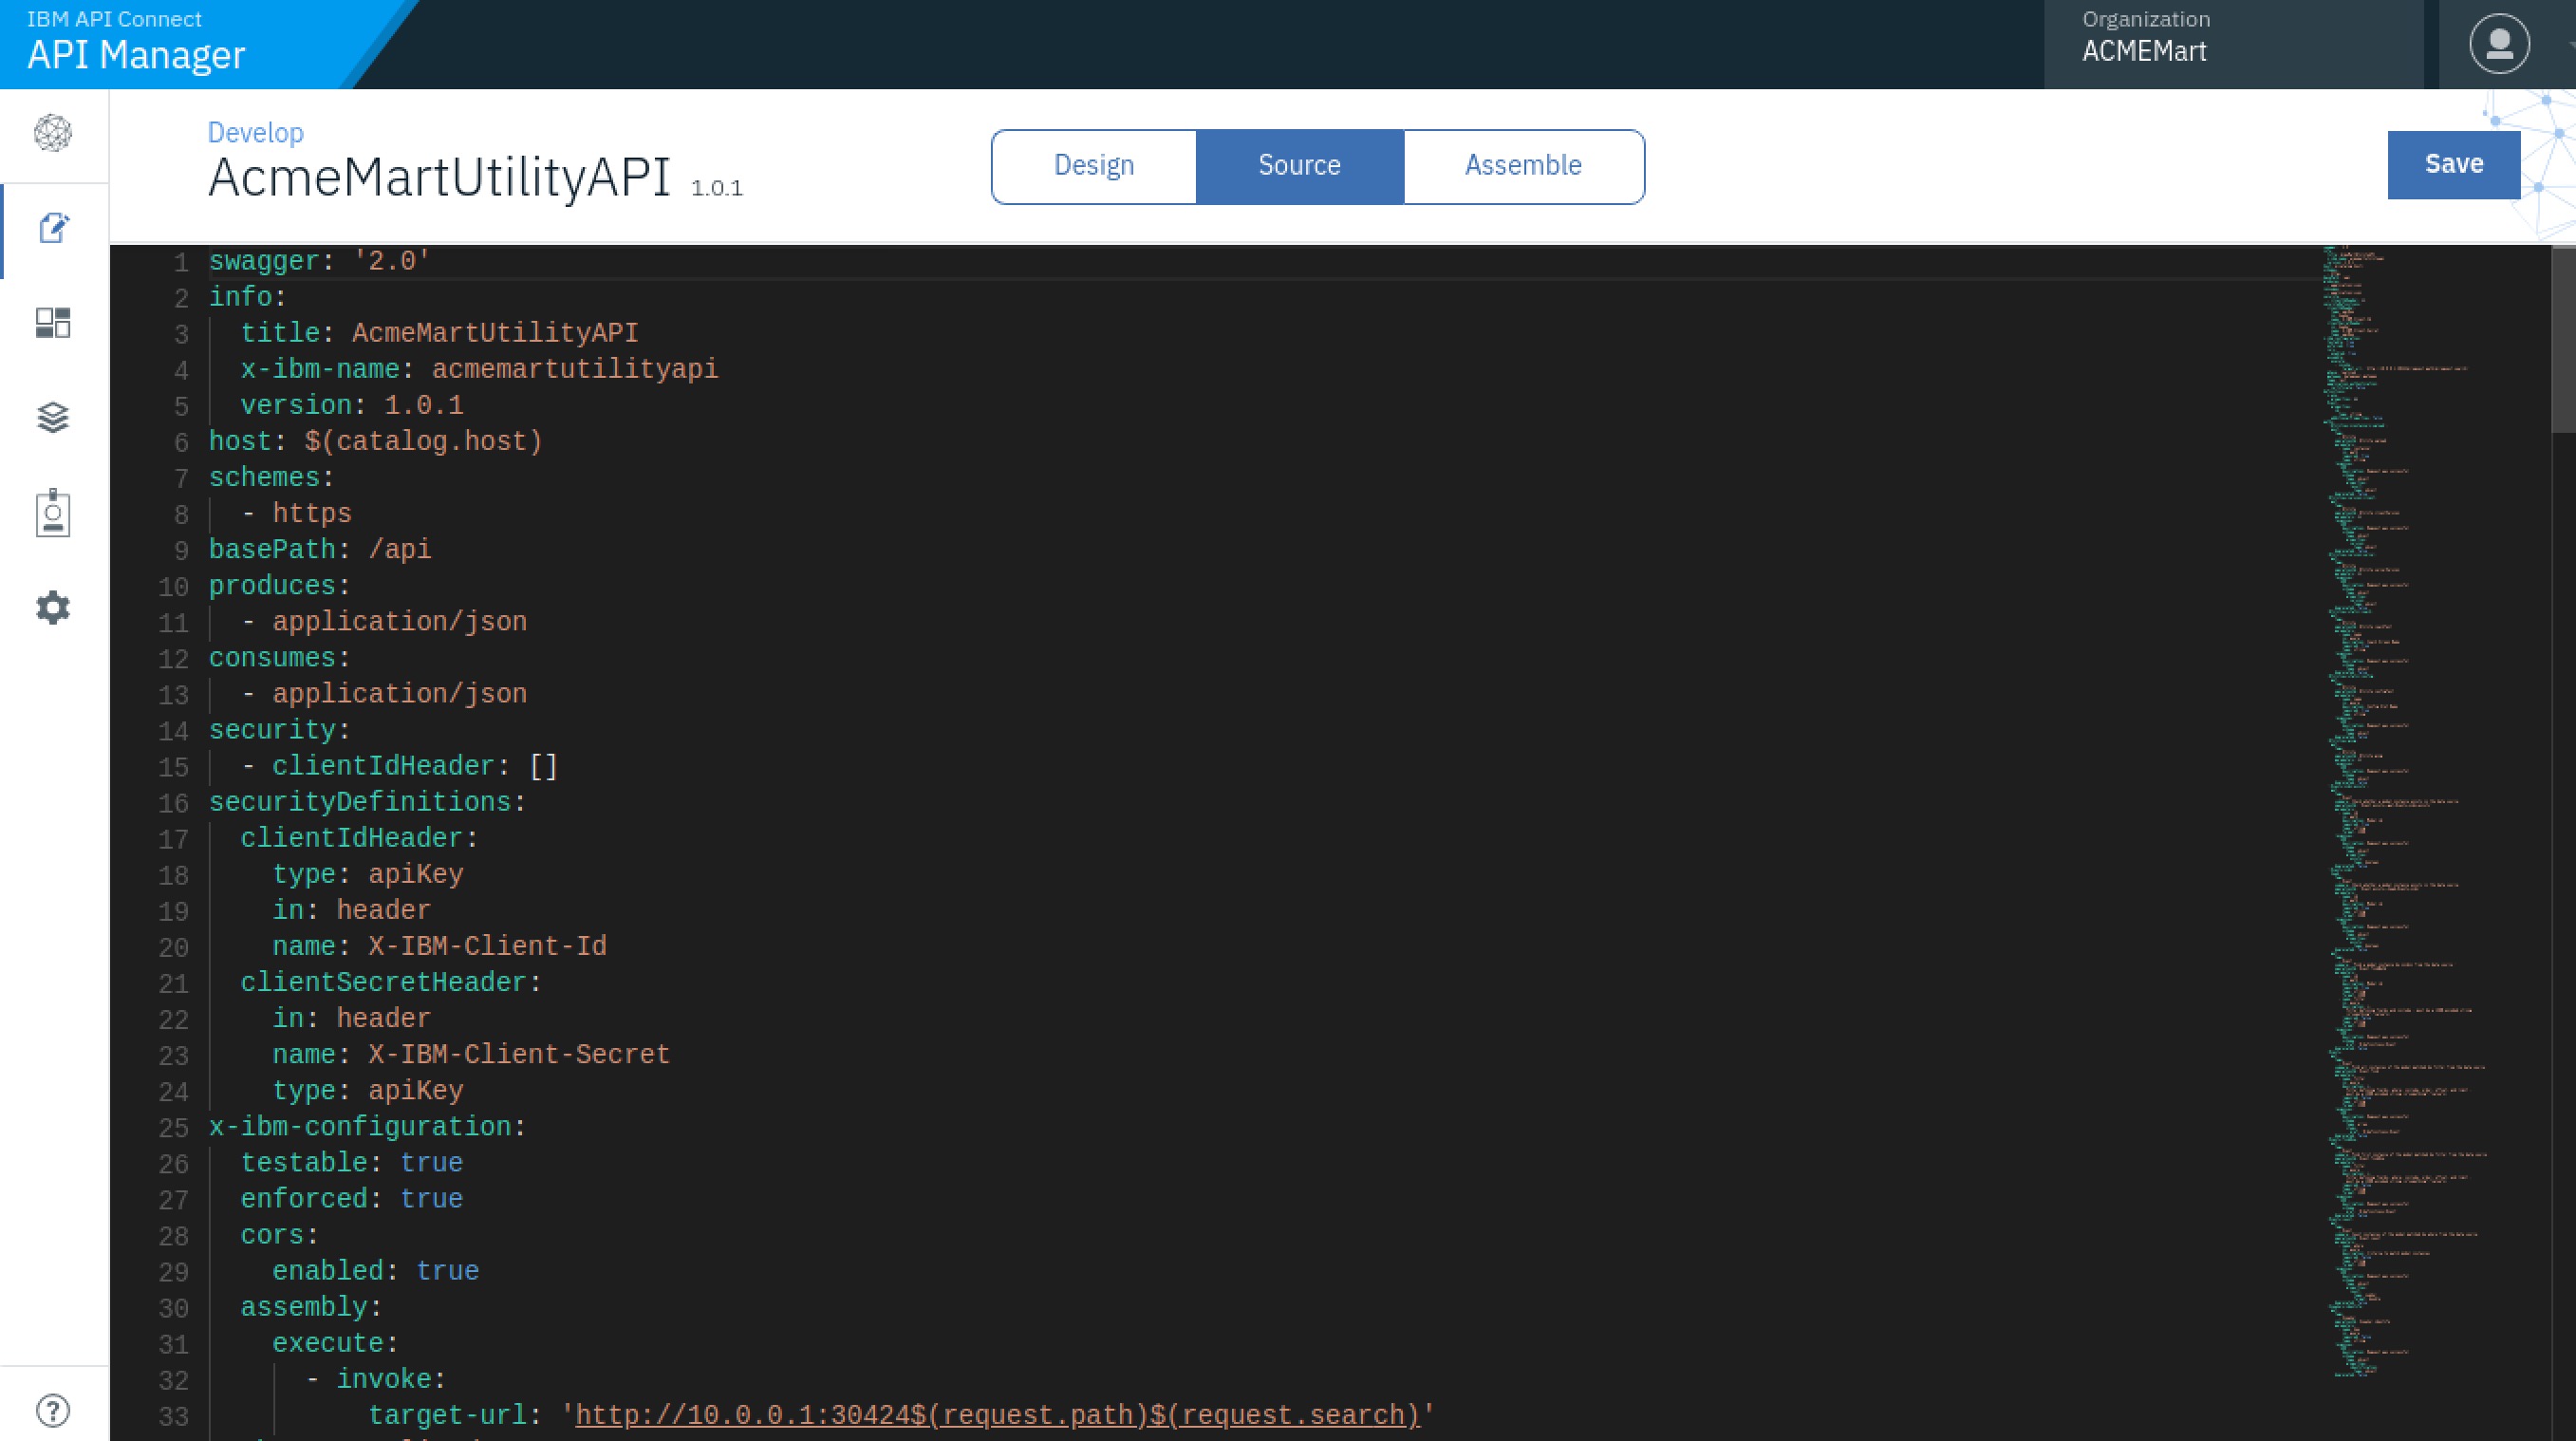 IBM API Connect
API Manager
Organization
ACMEMart
Develop
AcmeMartUtilityAPI 1.0.1
Design
Source
Assemble
Save
1 swagger: '2.0'
2 info:
3 title: AcmeMartUtilityAPI
4 x-ibm-name: acmemartutilityapi
5 version: 1.0.1
6 host: $(catalog.host)
7 schemes:
8 - https
9 basePath: /api
10 produces:
11 - application/json
12 consumes:
13 - application/json
14 security:
15 - clientIdHeader: []
16 securityDefinitions:
17 clientIdHeader:
18 type: apiKey
19 in: header
20 name: X-IBM-Client-Id
21 clientSecretHeader:
22 in: header
23 name: X-IBM-Client-Secret
24 type: apiKey
25 x-ibm-configuration:
26 testable: true
27 enforced: true
28 cors:
29 enabled: true
30 assembly:
31 execute:
32 - invoke:
33 target-url: 'http://10.0.0.1:30424$(request.path)$(request.search)'
?